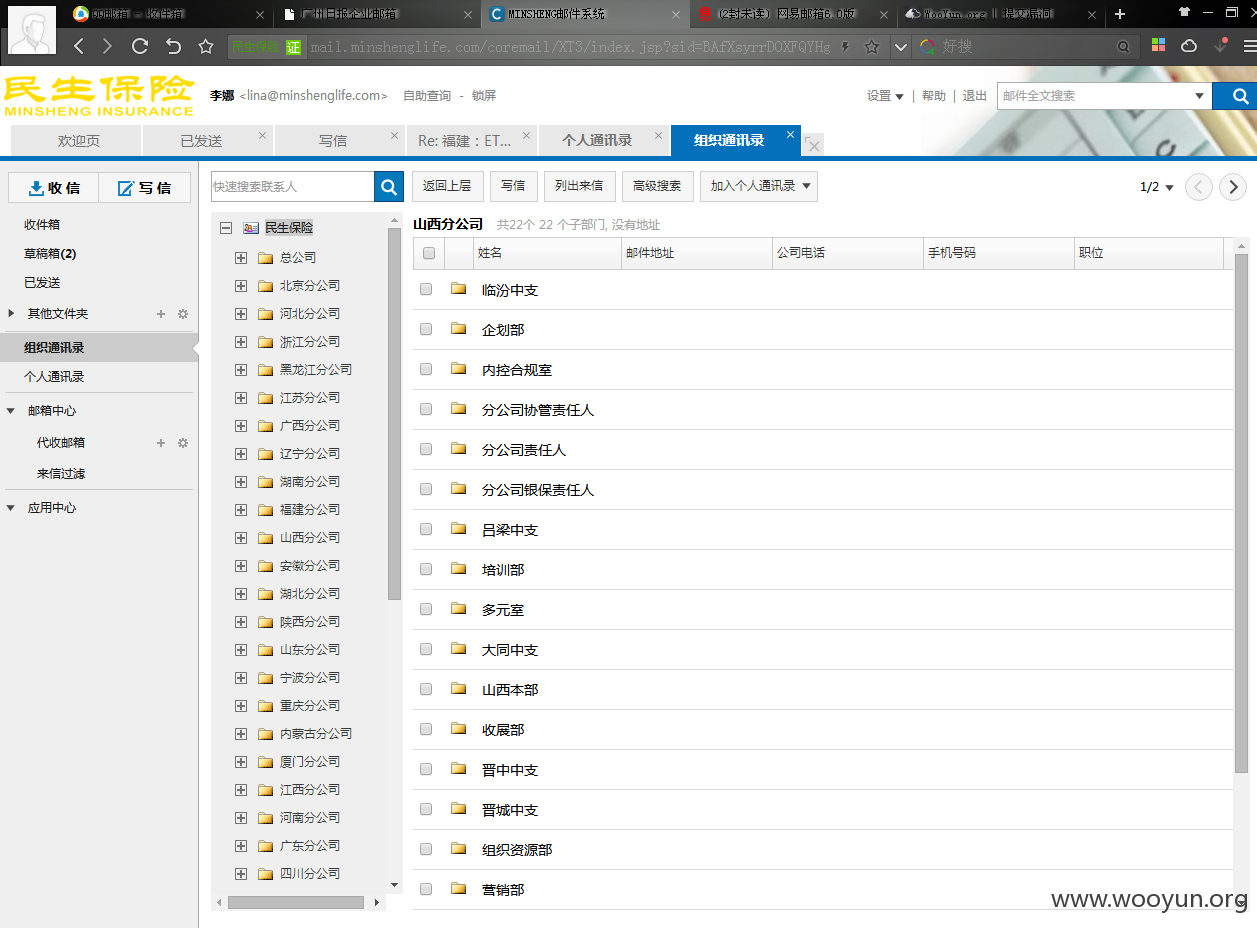 QQ邮箱 - 收件箱
广州日报企业邮箱
MINSHENG邮件系统
(2封未读) 网易邮箱6.0版
WooYun.org || 提交漏洞
民生保险
证
mail.minshenglife.com/coremail/XT3/index.jsp?sid=BAfXsyrrDOXFQYHg
好搜
民生保险
MINSHENG INSURANCE
李娜 <lina@minshenglife.com> 自助查询 - 锁屏
设置 | 帮助 | 退出
邮件全文搜索
欢迎页
已发送
写信
Re: 福建：ET...
个人通讯录
组织通讯录
收 信
写 信
收件箱
草稿箱(2)
已发送
其他文件夹
组织通讯录
个人通讯录
邮箱中心
代收邮箱
来信过滤
应用中心
快速搜索联系人
民生保险
总公司
北京分公司
河北分公司
浙江分公司
黑龙江分公司
江苏分公司
广西分公司
辽宁分公司
湖南分公司
福建分公司
山西分公司
安徽分公司
湖北分公司
陕西分公司
山东分公司
宁波分公司
重庆分公司
内蒙古分公司
厦门分公司
江西分公司
河南分公司
广东分公司
四川分公司
返回上层
写信
列出来信
高级搜索
加入个人通讯录
1/2
山西分公司 共22个 22 个子部门, 没有地址
姓名 邮件地址 公司电话 手机号码 职位
临汾中支
企划部
内控合规室
分公司协管责任人
分公司责任人
分公司银保责任人
吕梁中支
培训部
多元室
大同中支
山西本部
收展部
晋中中支
晋城中支
组织资源部
营销部
www.wooyun.org